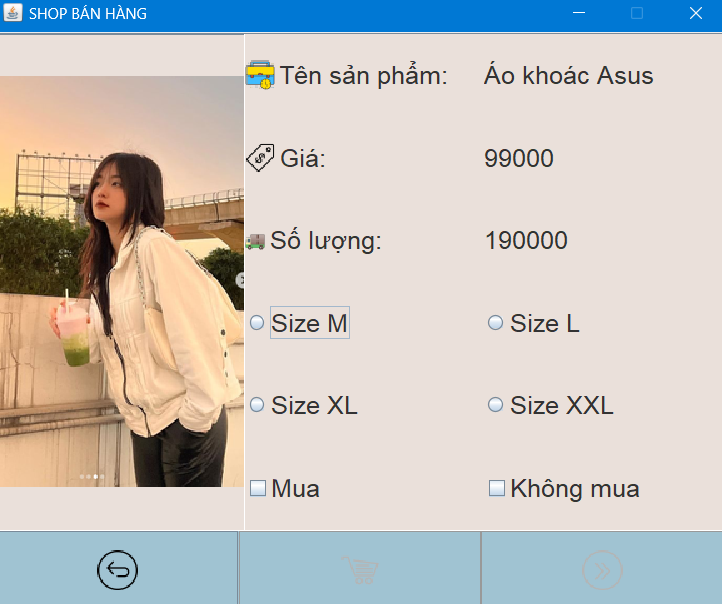 SHOP BÁN HÀNG
Tên sản phẩm: Áo khoác Asus
Giá: 99000
Số lượng: 190000
Size M Size L
Size XL Size XXL
Mua Không mua